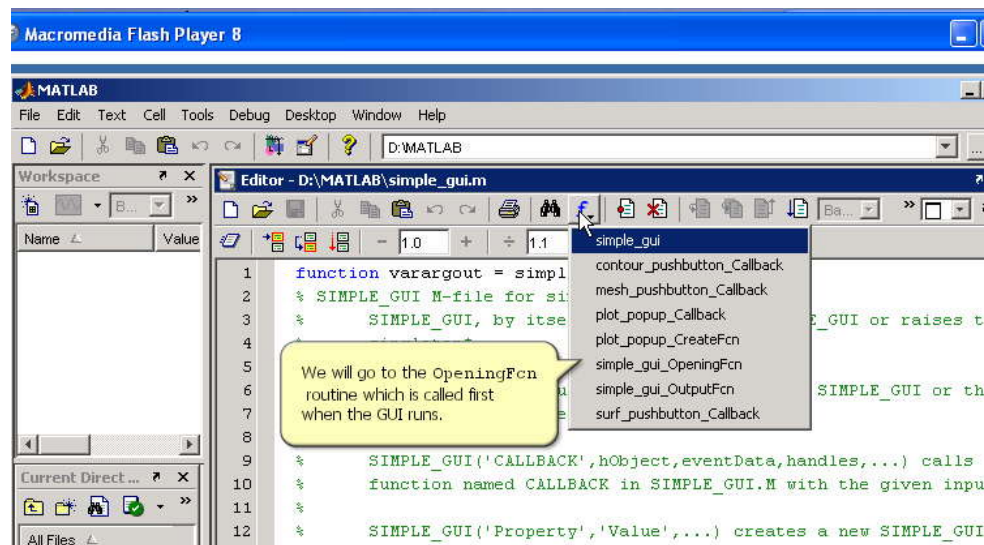 Macromedia Flash Player 8
MATLAB
File Edit Text Cell Tools Debug Desktop Window Help
D:\MATLAB
Workspace
B...
Name Value
Editor - D:\MATLAB\simple_gui.m
Ba...
- 1.0 + ÷ 1.1
simple_gui
contour_pushbutton_Callback
mesh_pushbutton_Callback
plot_popup_Callback
plot_popup_CreateFcn
simple_gui_OpeningFcn
simple_gui_OutputFcn
surf_pushbutton_Callback
We will go to the OpeningFcn
routine which is called first
when the GUI runs.
1 function varargout = simpl
2 % SIMPLE_GUI M-file for si
3 % SIMPLE_GUI, by itse E_GUI or raises t
4
5
6 SIMPLE_GUI or th
7
8
9 % SIMPLE_GUI('CALLBACK',hObject,eventData,handles,...) calls
10 % function named CALLBACK in SIMPLE_GUI.M with the given inpu
11 %
12 % SIMPLE_GUI('Property','Value',...) creates a new SIMPLE_GUI
Current Direct...
All Files